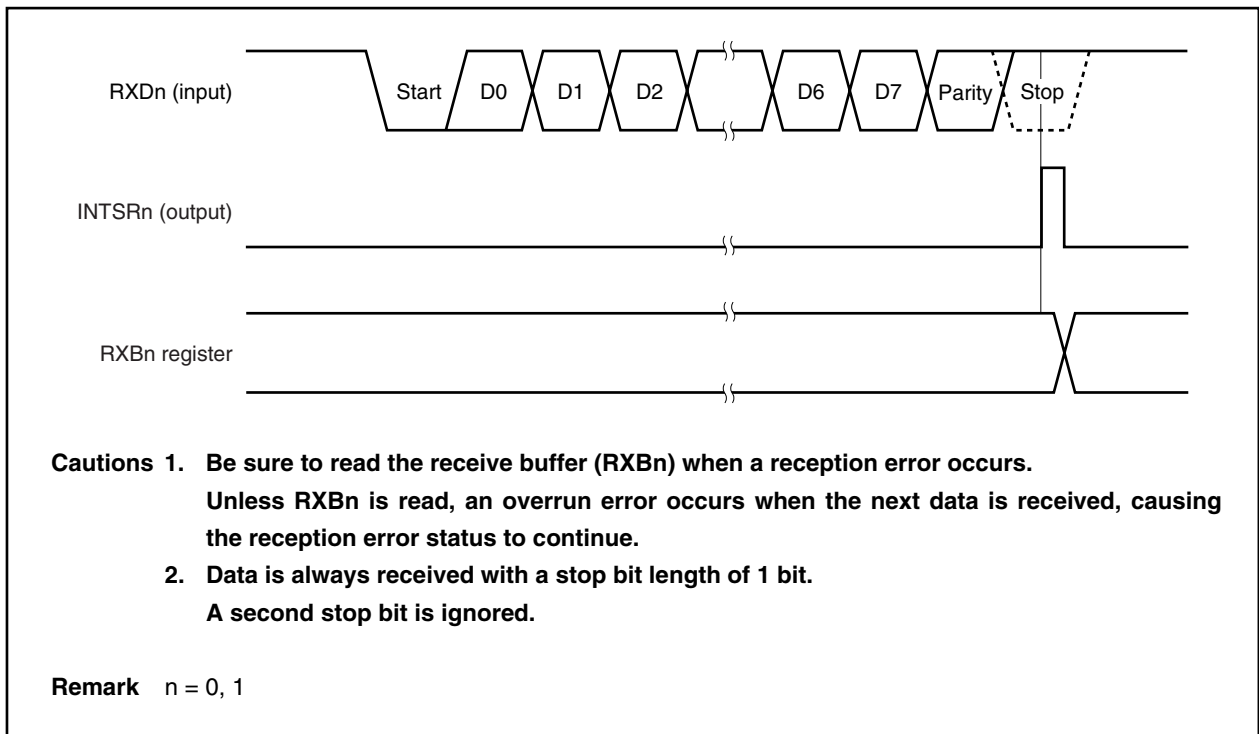 RXDn (input)
Start D0 D1 D2 D6 D7 Parity Stop
INTSRn (output)
RXBn register
Cautions 1. Be sure to read the receive buffer (RXBn) when a reception error occurs.
Unless RXBn is read, an overrun error occurs when the next data is received, causing
the reception error status to continue.
2. Data is always received with a stop bit length of 1 bit.
A second stop bit is ignored.
Remark n = 0, 1